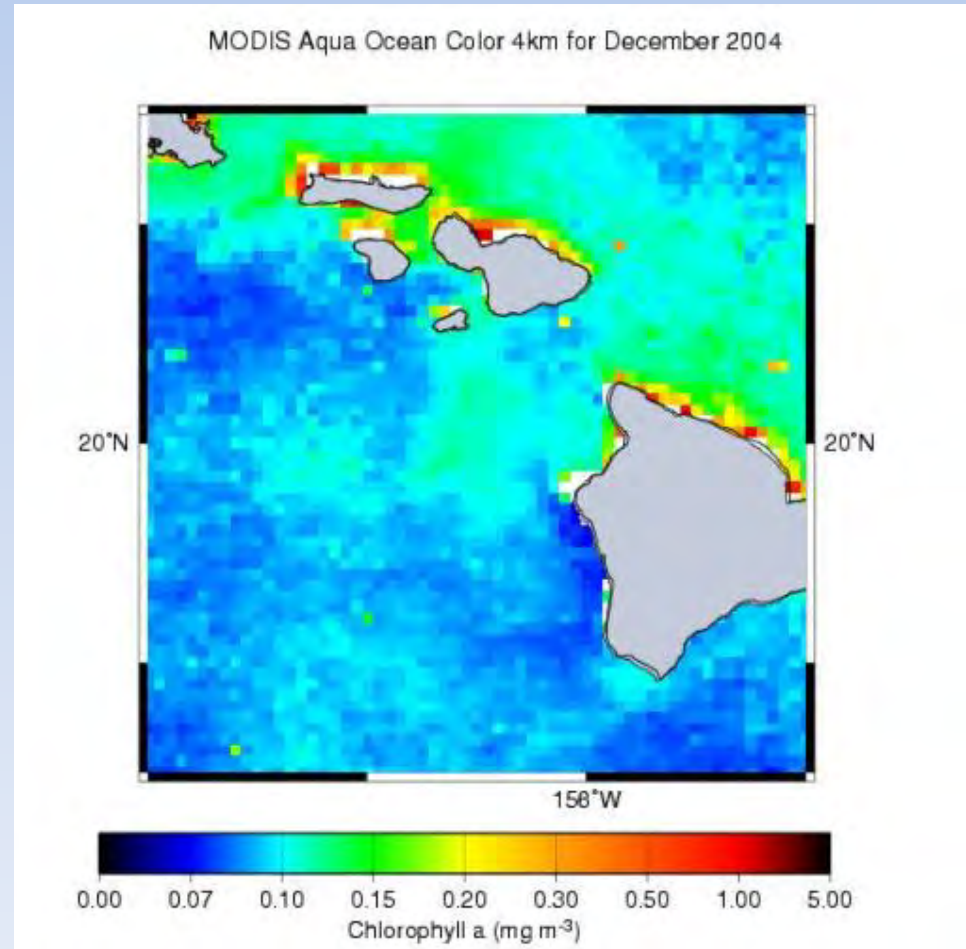 MODIS Aqua Ocean Color 4km for December 2004
20˚N 20˚N
156˚W
0.00 0.07 0.10 0.15 0.20 0.30 0.50 1.00 5.00
Chlorophyll a (mg m⁻³)